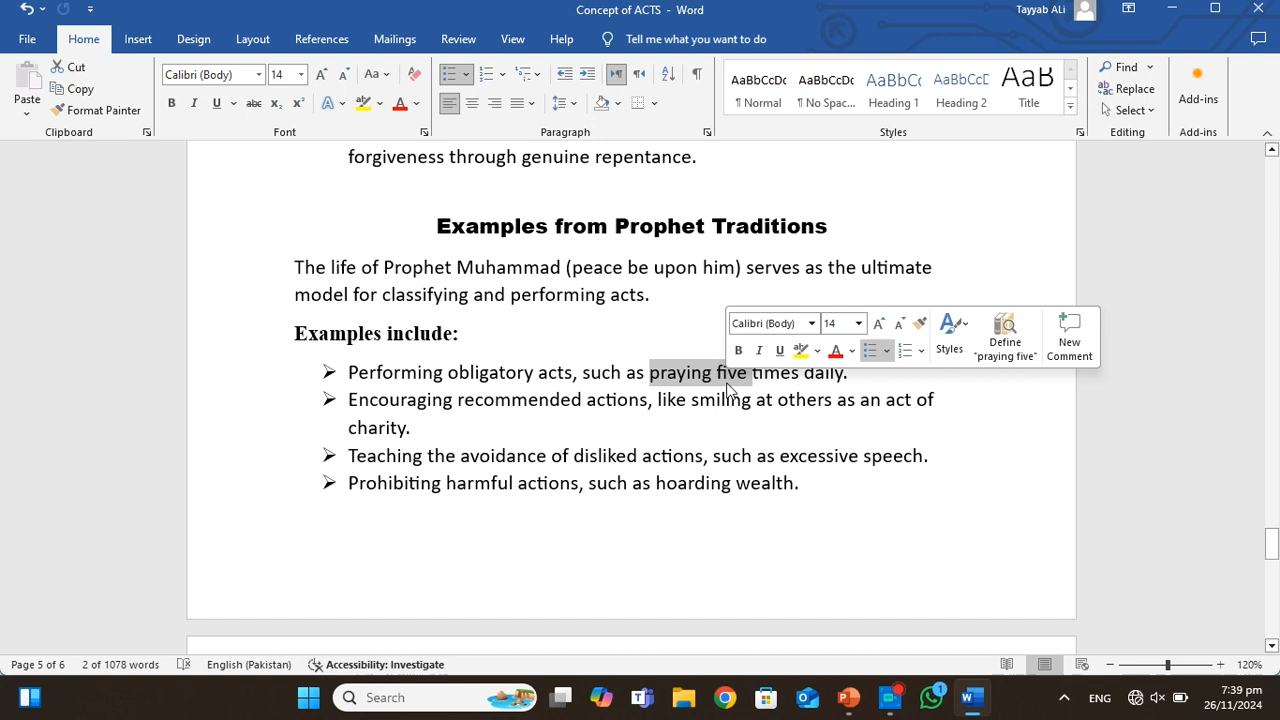 Concept of ACTS - Word
Tayyab ALi
File Home Insert Design Layout References Mailings Review View Help Tell me what you want to do
Paste
Cut
Copy
Format Painter
Clipboard
Calibri (Body) 14
Font
Paragraph
AaBbCcDc AaBbCcDc AaBbCc AaBbCcD AaB
¶ Normal ¶ No Spac... Heading 1 Heading 2 Title
Styles
Find
Replace
Select
Editing
Add-ins
Add-ins
forgiveness through genuine repentance.
Examples from Prophet Traditions
The life of Prophet Muhammad (peace be upon him) serves as the ultimate
model for classifying and performing acts.
Examples include:
Calibri (Body) 14
Styles
Define
"praying five"
New
Comment
Performing obligatory acts, such as praying five times daily.
Encouraging recommended actions, like smiling at others as an act of
charity.
Teaching the avoidance of disliked actions, such as excessive speech.
Prohibiting harmful actions, such as hoarding wealth.
Page 5 of 6 2 of 1078 words English (Pakistan) Accessibility: Investigate 120%
Search
1
ENG
7:39 pm
26/11/2024